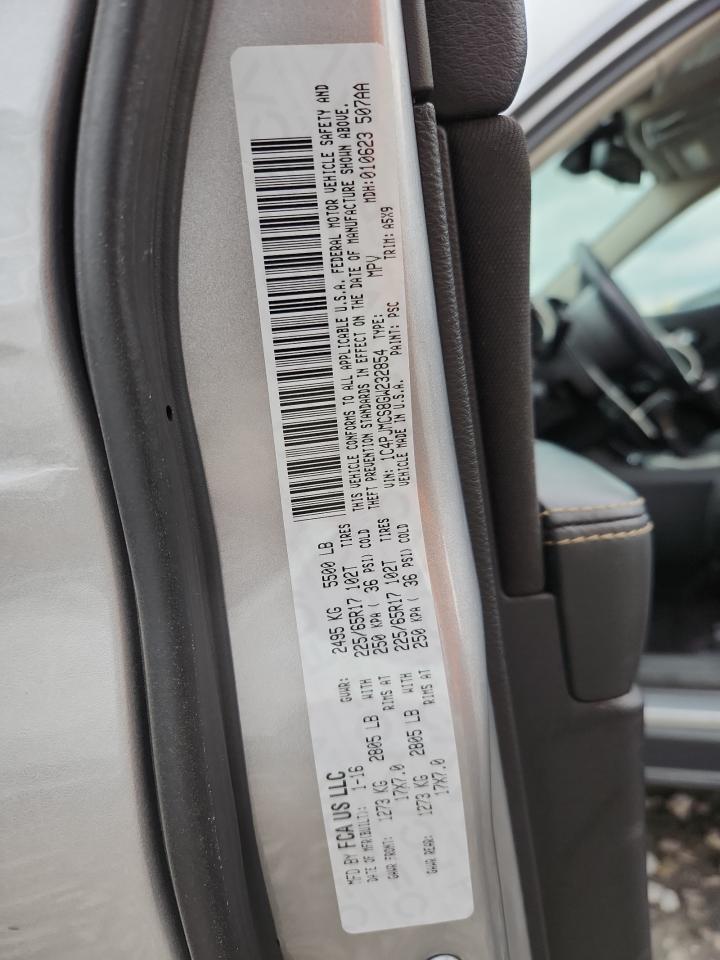 MFD BY FCA US LLC
DATE OF MFR(BUILT): 1-16 GVWR: 2495 KG 5500 LB
GAWR FRONT: 1273 KG 2805 LB WITH 225/65R17 102T TIRES
17X7.0 RIMS AT 250 KPA ( 36 PSI) COLD
GAWR REAR: 1273 KG 2805 LB WITH 225/65R17 102T TIRES
17X7.0 RIMS AT 250 KPA ( 36 PSI) COLD
THIS VEHICLE CONFORMS TO ALL APPLICABLE U.S.A. FEDERAL MOTOR VEHICLE SAFETY AND
THEFT PREVENTION STANDARDS IN EFFECT ON THE DATE OF MANUFACTURE SHOWN ABOVE.
VIN: 1C4PJMCS8GW232854 TYPE: MPV MDH:010623 507AA
VEHICLE MADE IN U.S.A. PAINT: PSC TRIM: A5X9